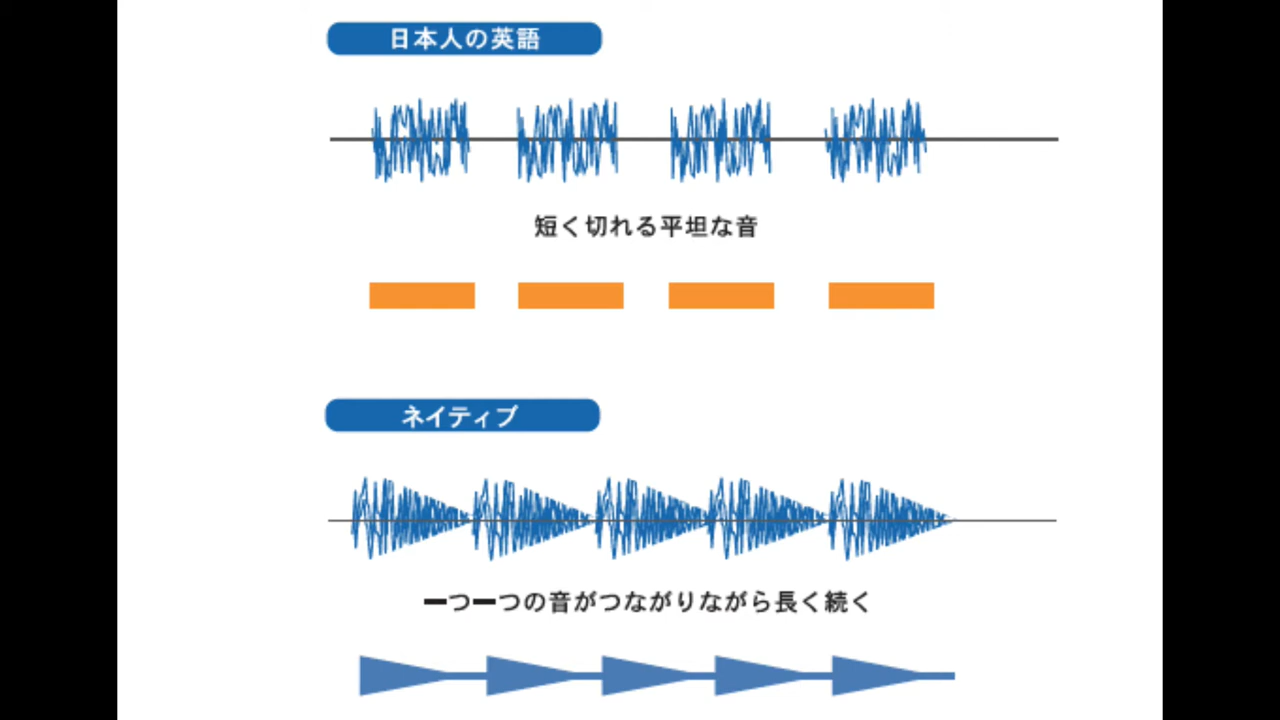 日本人の英語
短く切れる平坦な音
ネイティブ
一つ一つの音がつながりながら長く続く